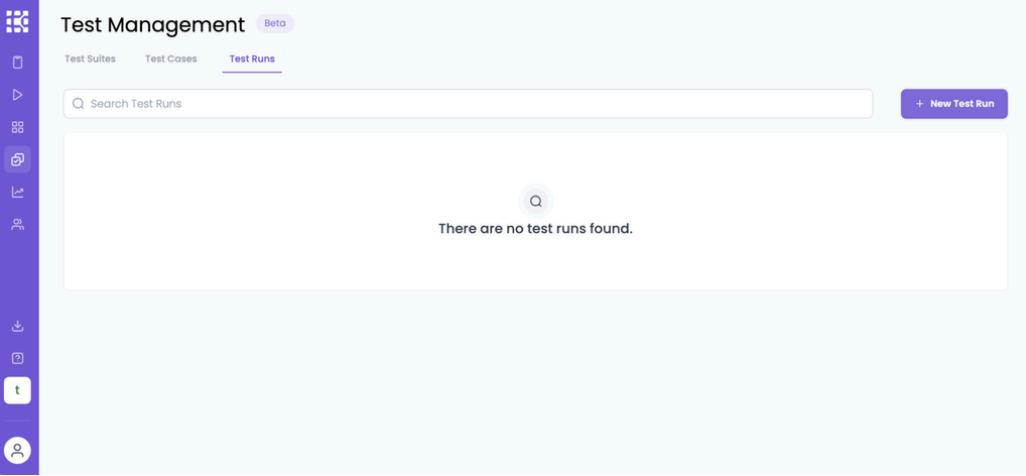 Test Management
Beta
Test Suites
Test Cases
Test Runs
Search Test Runs
+ New Test Run
There are no test runs found.
t